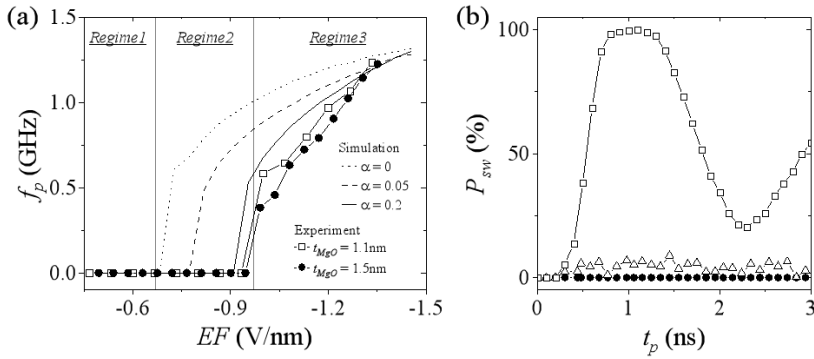 (a)
Regime1 Regime2 Regime3
1.0
0.5
0.0
f_p (GHz)
Simulation
α = 0
α = 0.05
α = 0.2
Experiment
t_MgO = 1.1nm
t_MgO = 1.5nm
-0.6 -0.9 -1.2 -1.5
EF (V/nm)
(b)
100
50
0
P_sw (%)
0 1 2 3
t_p (ns)